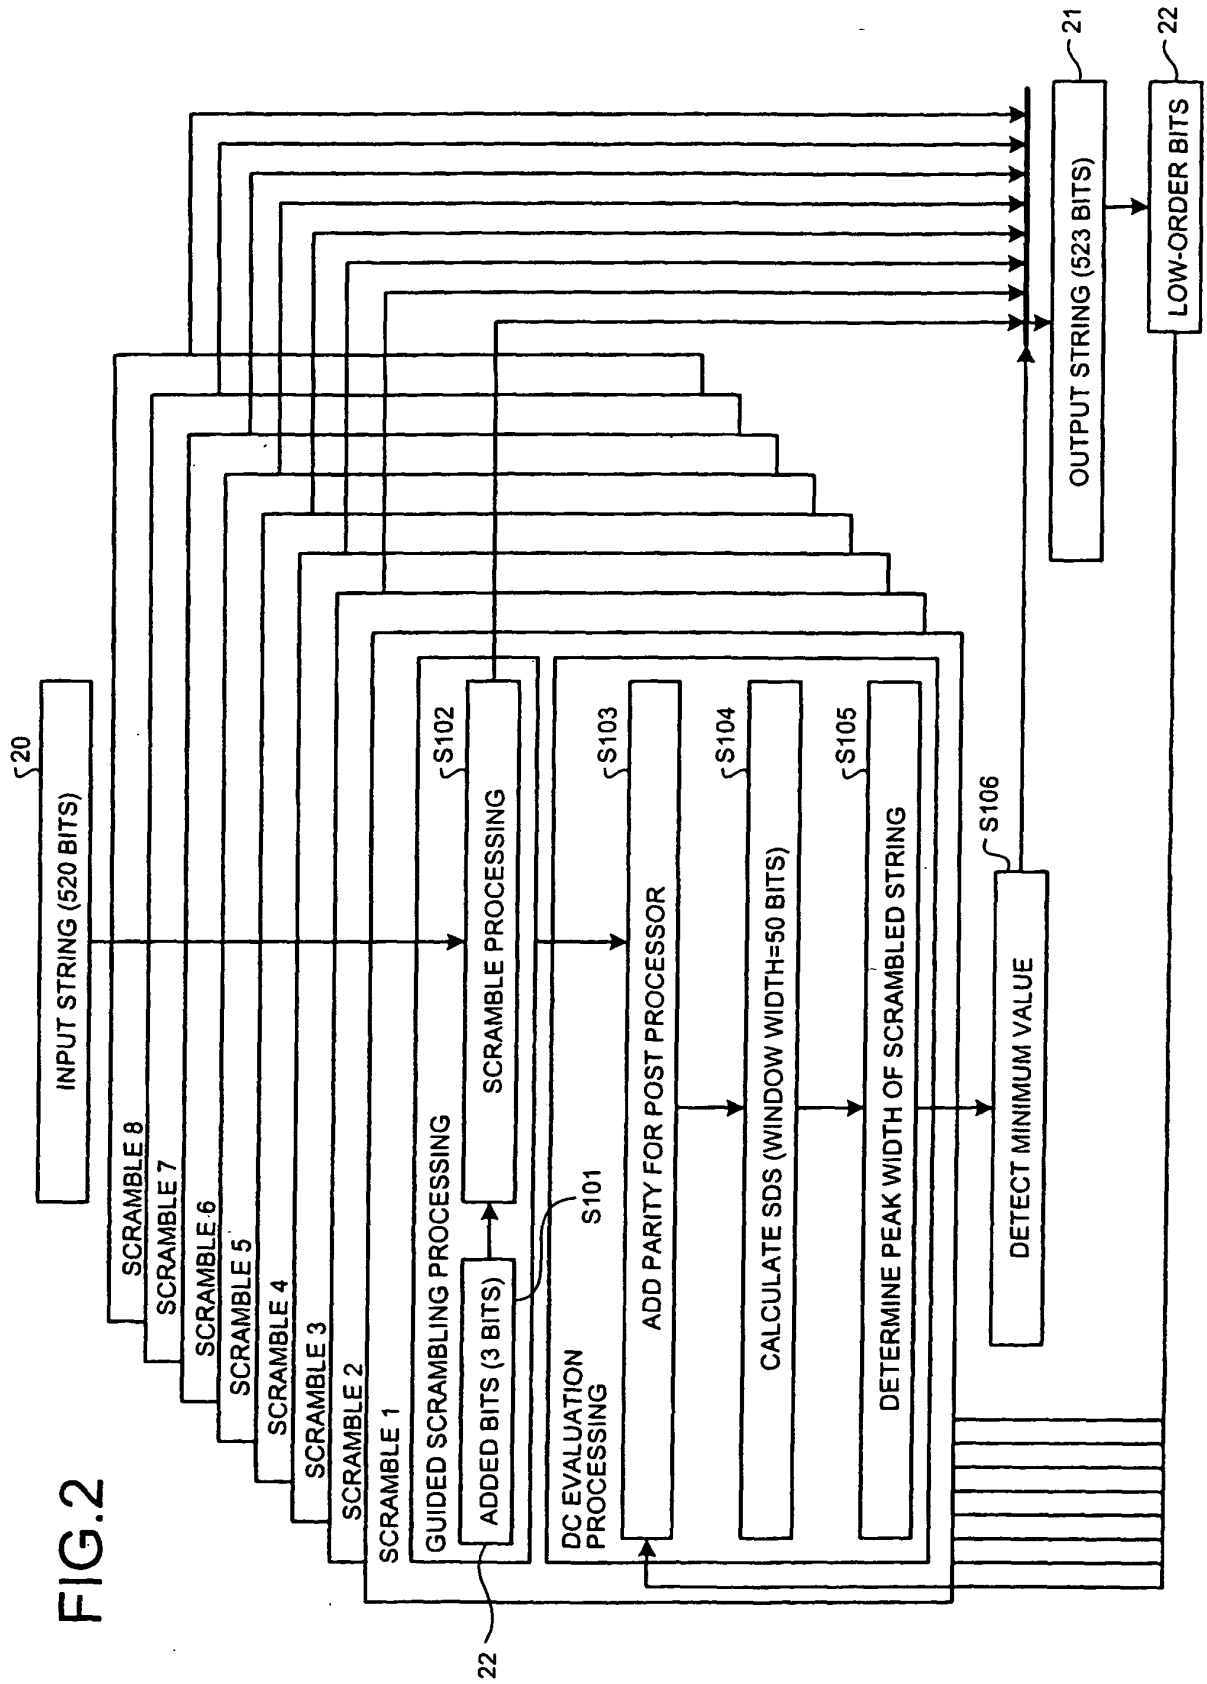 FIG.2
20
INPUT STRING (520 BITS)
SCRAMBLE 8
SCRAMBLE 7
SCRAMBLE 6
SCRAMBLE 5
SCRAMBLE 4
SCRAMBLE 3
SCRAMBLE 2
SCRAMBLE 1
GUIDED SCRAMBLING PROCESSING
S102
ADDED BITS (3 BITS)
SCRAMBLE PROCESSING
22
S101
DC EVALUATION
PROCESSING
S103
ADD PARITY FOR POST PROCESSOR
S104
CALCULATE SDS (WINDOW WIDTH=50 BITS)
S105
DETERMINE PEAK WIDTH OF SCRAMBLED STRING
S106
DETECT MINIMUM VALUE
21
OUTPUT STRING (523 BITS)
22
LOW-ORDER BITS